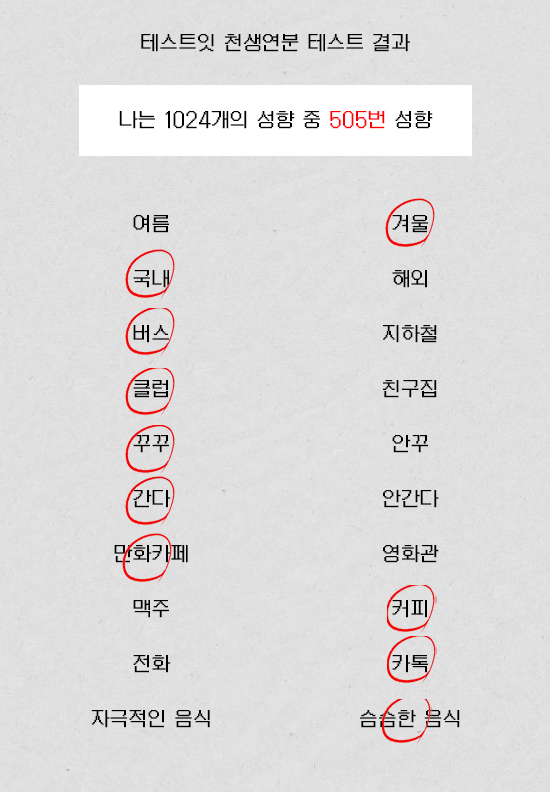 테스트잇 천생연분 테스트 결과
나는 1024개의 성향 중 505번 성향
여름 겨울
국내 해외
버스 지하철
클럽 친구집
꾸꾸 안꾸
간다 안간다
만화카페 영화관
맥주 커피
전화 카톡
자극적인 음식 슴슴한 음식